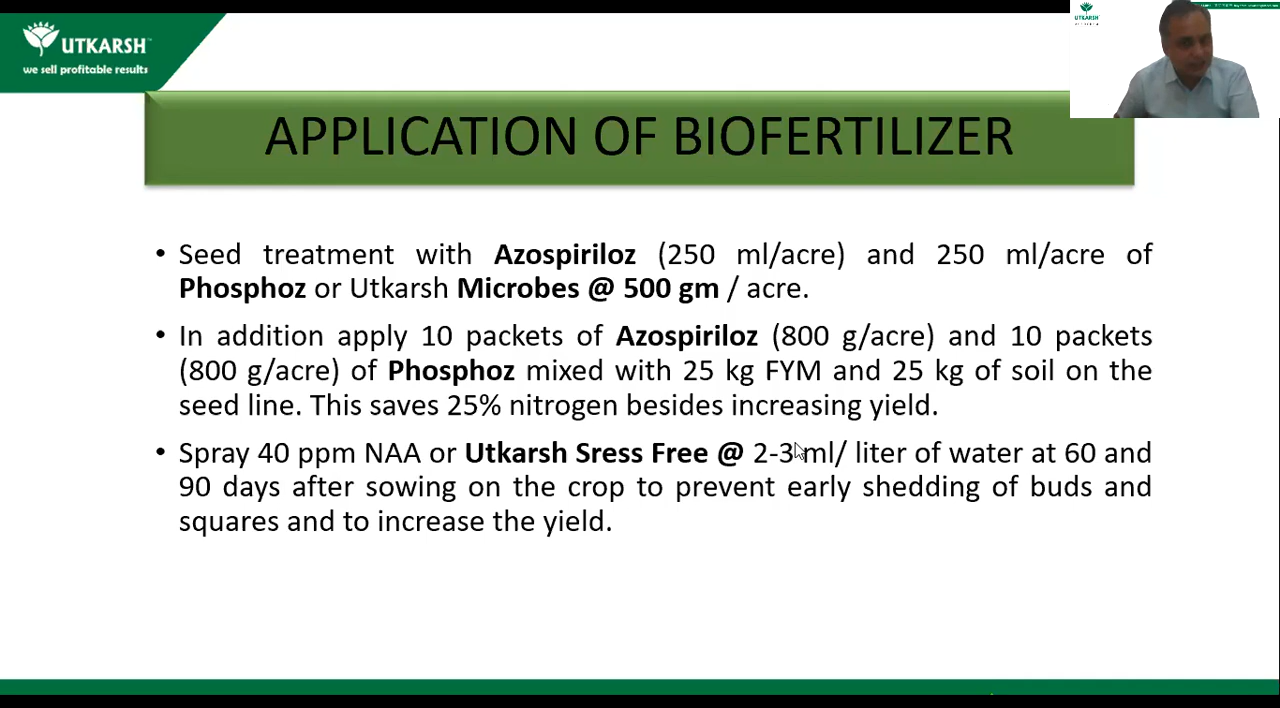 UTKARSH
we sell profitable results
UTKARSH
APPLICATION OF BIOFERTILIZER
• Seed treatment with Azospiriloz (250 ml/acre) and 250 ml/acre of
Phosphoz or Utkarsh Microbes @ 500 gm / acre.
• In addition apply 10 packets of Azospiriloz (800 g/acre) and 10 packets
(800 g/acre) of Phosphoz mixed with 25 kg FYM and 25 kg of soil on the
seed line. This saves 25% nitrogen besides increasing yield.
• Spray 40 ppm NAA or Utkarsh Sress Free @ 2-3 ml/ liter of water at 60 and
90 days after sowing on the crop to prevent early shedding of buds and
squares and to increase the yield.